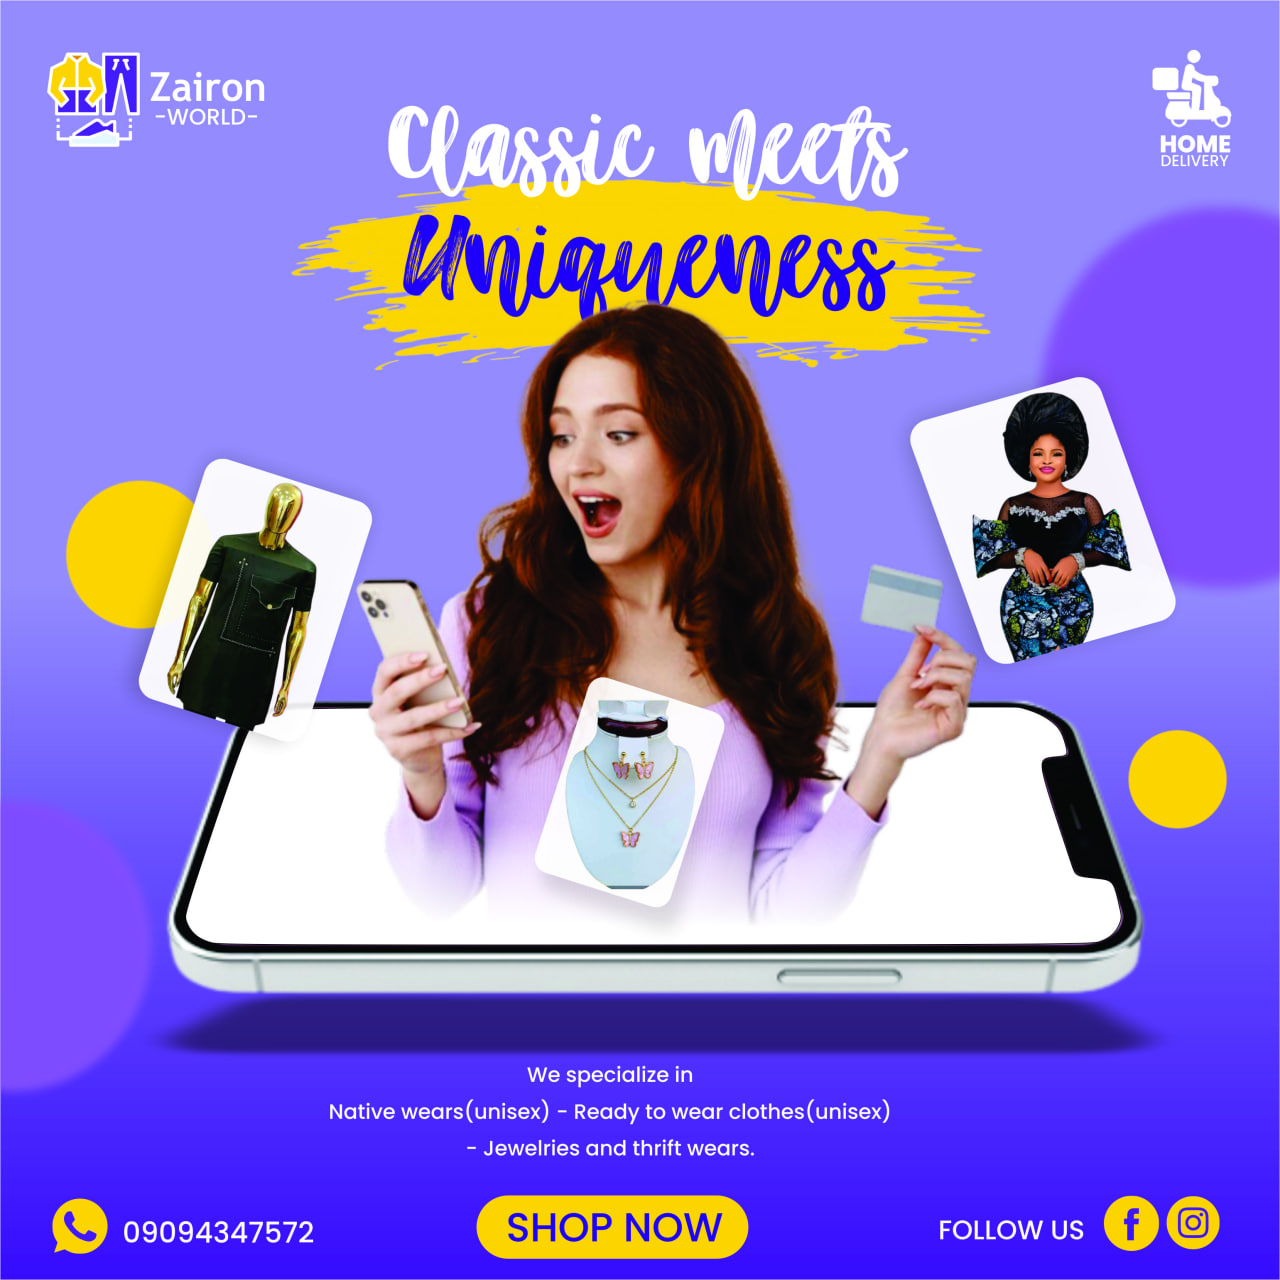 Zairon
-WORLD-
HOME
DELIVERY
Classic meets
Uniqueness
We specialize in
Native wears(unisex) - Ready to wear clothes(unisex)
- Jewelries and thrift wears.
09094347572
SHOP NOW
FOLLOW US